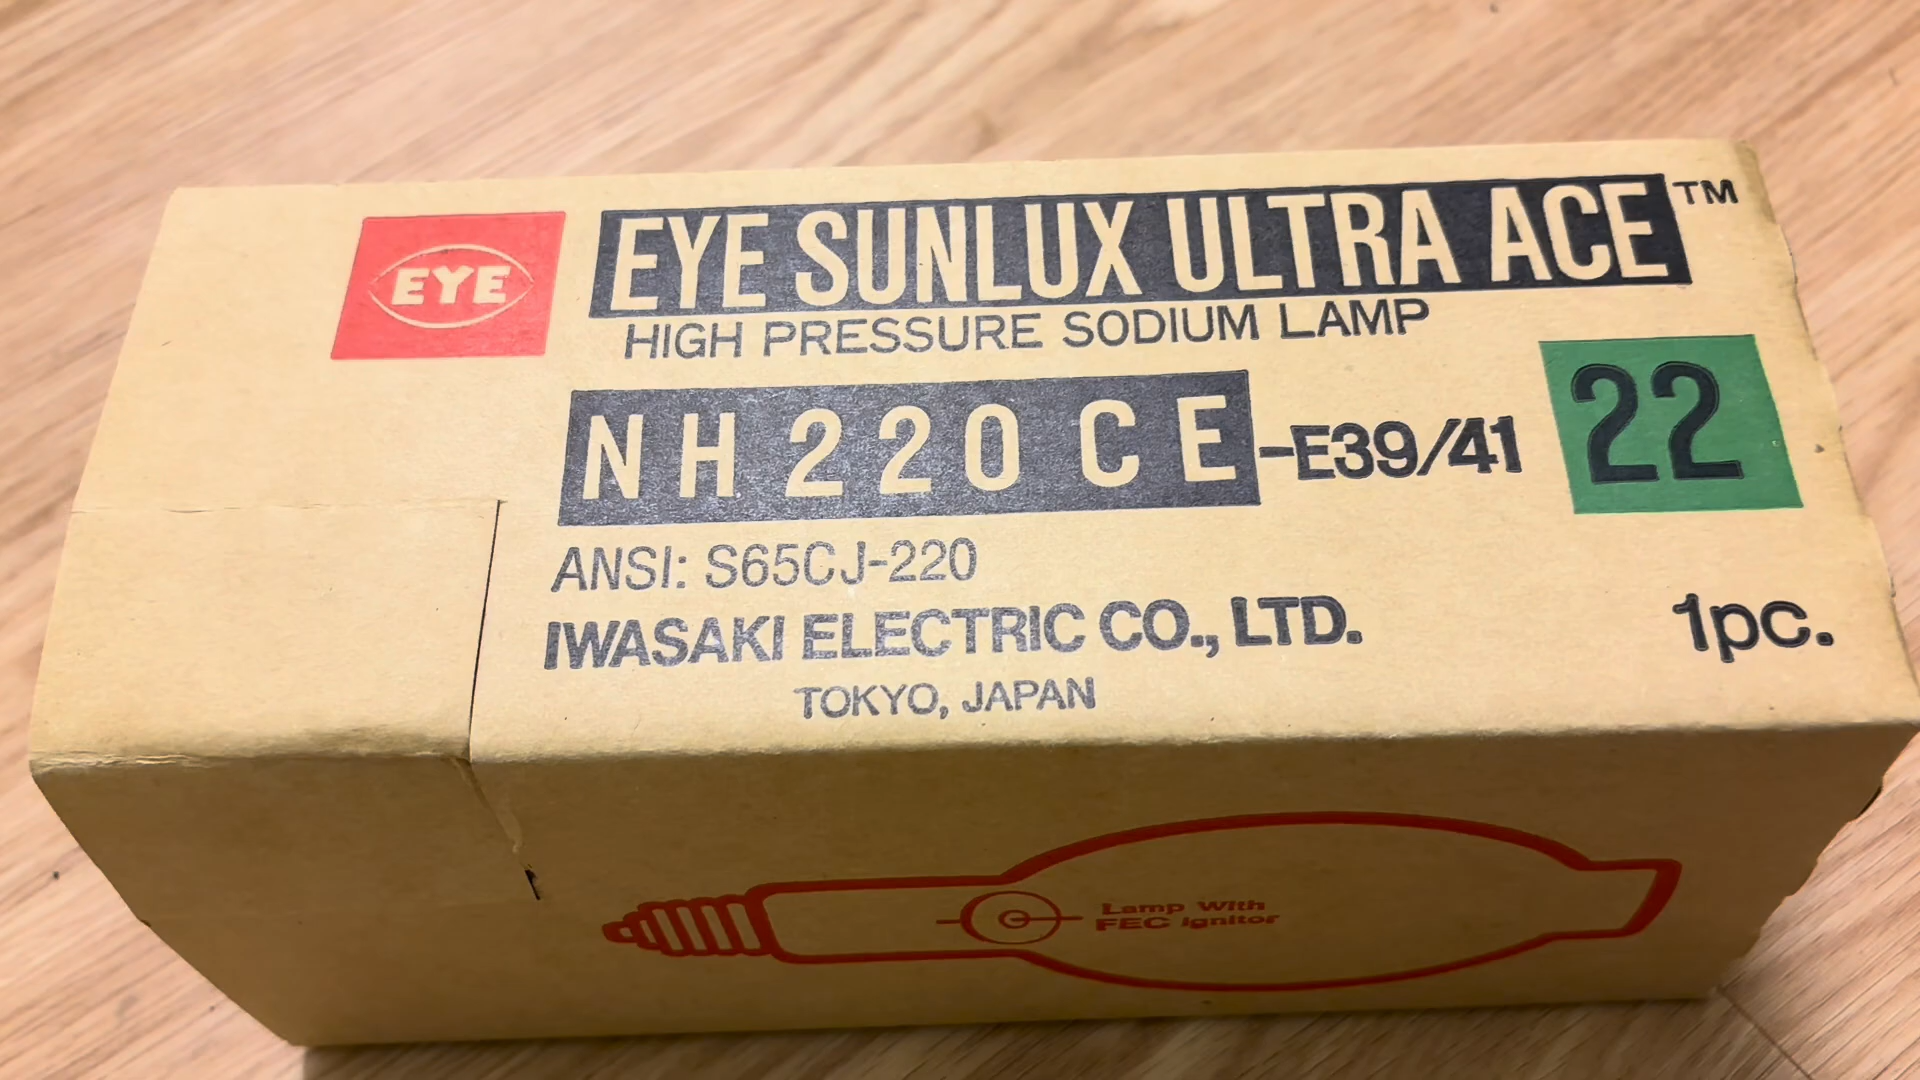 EYE
EYE SUNLUX ULTRA ACE™
HIGH PRESSURE SODIUM LAMP
NH220CE-E39/41
22
ANSI: S65CJ-220
IWASAKI ELECTRIC CO., LTD.
TOKYO, JAPAN
1pc.
Lamp With
FEC Ignitor